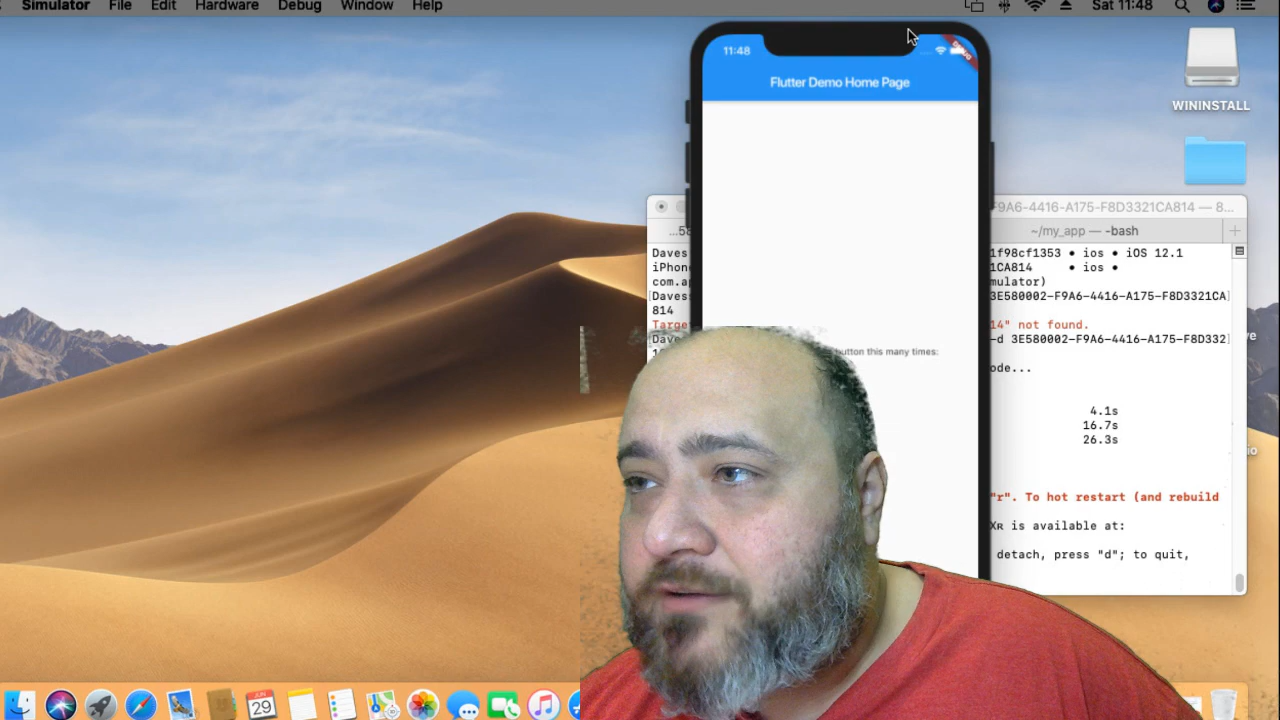 Simulator File Edit Hardware Debug Window Help
Sat 11:48
11:48
Flutter Demo Home Page
WININSTALL
F9A6-4416-A175-F8D3321CA814 — 8...
~/my_app — -bash
1f98cf1353 • ios • iOS 12.1
1CA814 • ios •
com.ap
mulator)
3E580002-F9A6-4416-A175-F8D3321CA]
814
14" not found.
-d 3E580002-F9A6-4416-A175-F8D332]
button this many times:
ode...
4.1s
16.7s
26.3s
"r". To hot restart (and rebuild
XR is available at:
detach, press "d"; to quit,
JUN
29